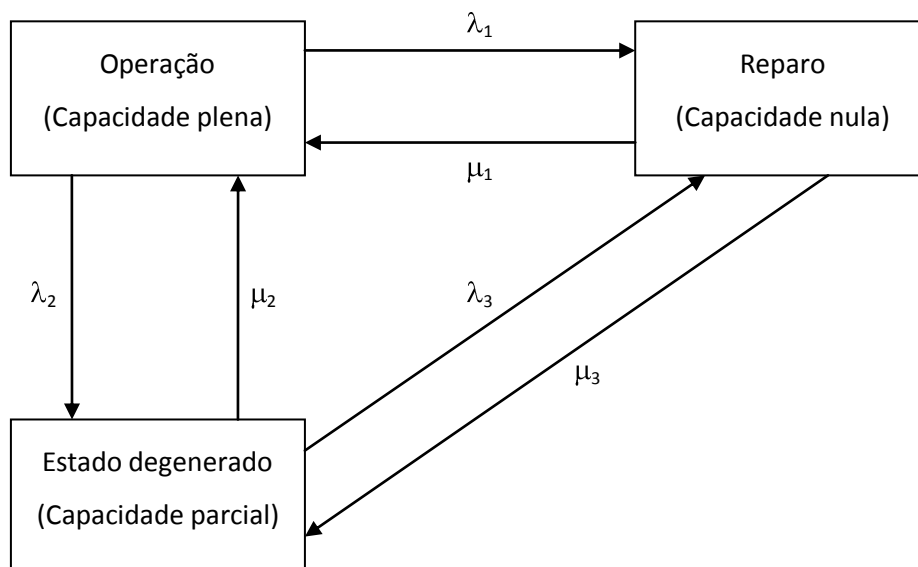 Operação
(Capacidade plena)
λ1
Reparo
(Capacidade nula)
μ1
λ2
μ2
λ3
μ3
Estado degenerado
(Capacidade parcial)